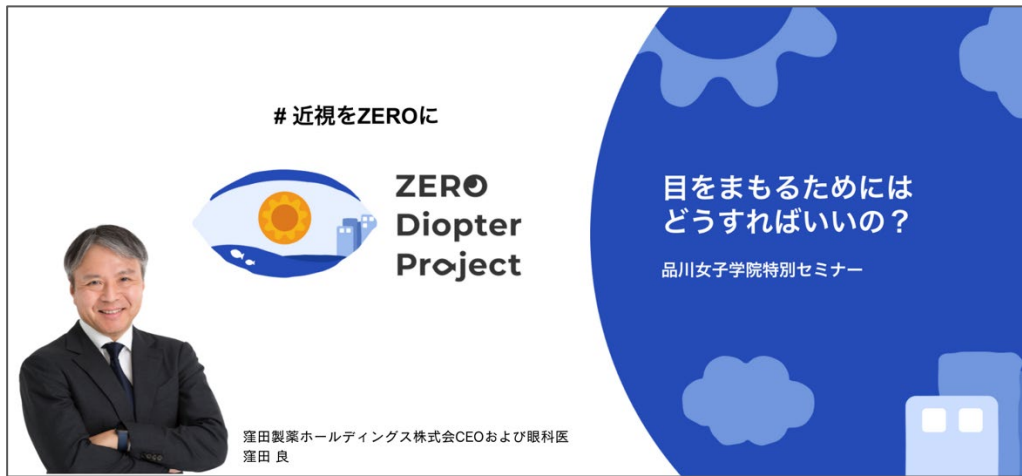 # 近視をZEROに
ZERO
Diopter
Project
窪田製薬ホールディングス株式会CEOおよび眼科医
窪田 良
目をまもるためには
どうすればいいの？
品川女子学院特別セミナー